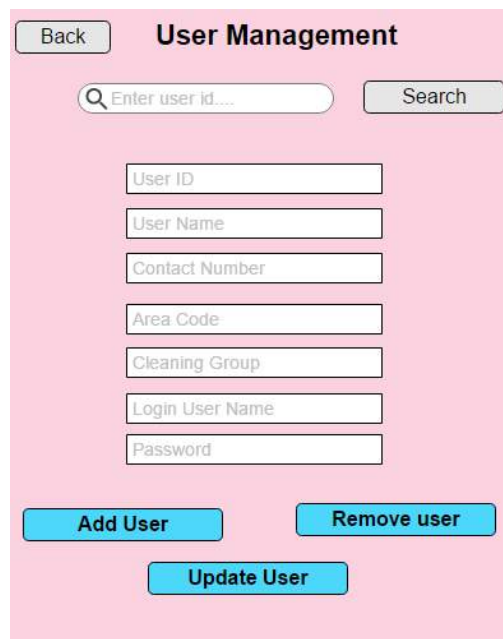 Back
User Management
Enter user id....
Search
User ID
User Name
Contact Number
Area Code
Cleaning Group
Login User Name
Password
Add User
Remove user
Update User